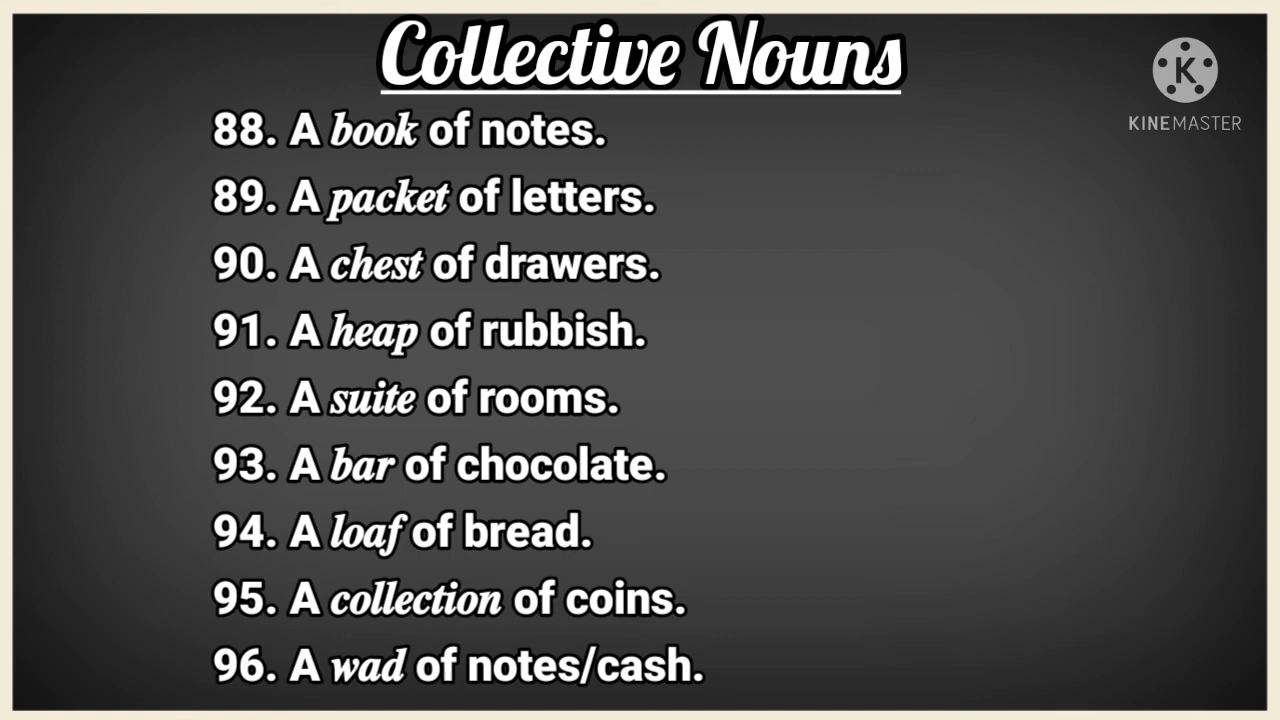 Collective Nouns
K
KINEMASTER
88. A book of notes.
89. A packet of letters.
90. A chest of drawers.
91. A heap of rubbish.
92. A suite of rooms.
93. A bar of chocolate.
94. A loaf of bread.
95. A collection of coins.
96. A wad of notes/cash.